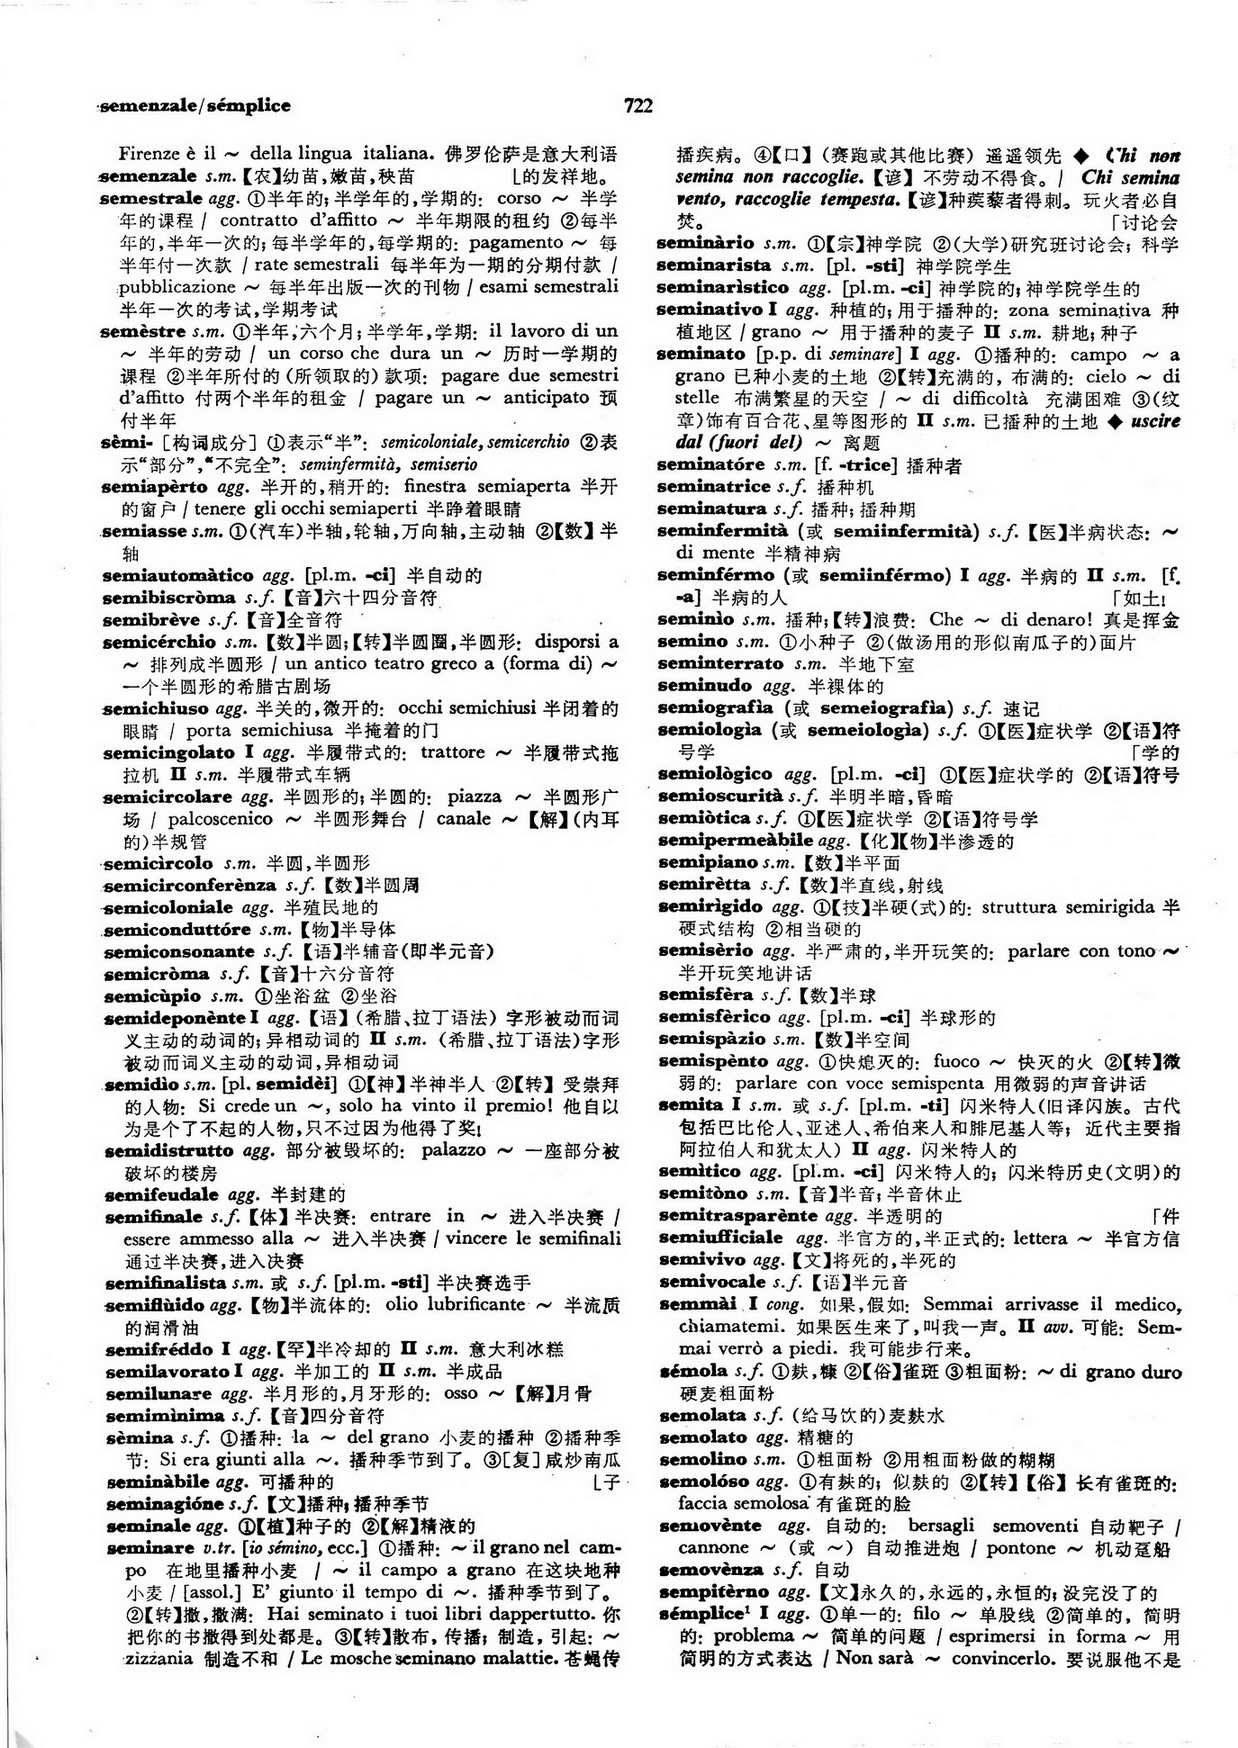 semenzale/sémplice
722
Firenze è il ～ della lingua italiana. 佛罗伦萨是意大利语
semenzale s.m.【农】幼苗,嫩苗,秧苗 ⌊的发祥地。
semestrale agg. ①半年的;半学年的,学期的: corso ～ 半学
年的课程 / contratto d'affitto ～ 半年期限的租约 ②每半
年的,半年一次的; 每半学年的,每学期的: pagamento ～ 每
半年付一次款 / rate semestrali 每半年为一期的分期付款 /
pubblicazione ～ 每半年出版一次的刊物 / esami semestrali
半年一次的考试,学期考试
semèstre s.m. ①半年,六个月; 半学年,学期: il lavoro di un
～ 半年的劳动 / un corso che dura un ～ 历时一学期的
课程 ②半年所付的 (所领取的) 款项: pagare due semestri
d'affitto 付两个半年的租金 / pagare un ～ anticipato 预
付半年
sèmi- [构词成分] ①表示“半”: semicoloniale, semicerchio ②表
示“部分”,“不完全”: seminfermità, semiserio
semiapèrto agg. 半开的,稍开的: finestra semiaperta 半开
的窗户 / tenere gli occhi semiaperti 半睁着眼睛
semiasse s.m. ①(汽车)半轴,轮轴,万向轴,主动轴 ②【数】半
轴
semiautomàtico agg. [pl.m. -ci] 半自动的
semibiscròma s.f.【音】六十四分音符
semibrève s.f.【音】全音符
semicérchio s.m.【数】半圆;【转】半圆圈,半圆形: disporsi a
～ 排列成半圆形 / un antico teatro greco a (forma di) ～
一个半圆形的希腊古剧场
semichiuso agg. 半关的,微开的: occhi semichiusi 半闭着的
眼睛 / porta semichiusa 半掩着的门
semicingolato I agg. 半履带式的: trattore ～ 半履带式拖
拉机 II s.m. 半履带式车辆
semicircolare agg. 半圆形的; 半圆的: piazza ～ 半圆形广
场 / palcoscenico ～ 半圆形舞台 / canale ～【解】(内耳
的)半规管
semicìrcolo s.m. 半圆,半圆形
semicirconferènza s.f.【数】半圆周
semicoloniale agg. 半殖民地的
semiconduttóre s.m.【物】半导体
semiconsonante s.f.【语】半辅音(即半元音)
semicròma s.f.【音】十六分音符
semicùpio s.m. ①坐浴盆 ②坐浴
semideponènte I agg.【语】(希腊、拉丁语法) 字形被动而词
义主动的动词的; 异相动词的 II s.m. (希腊、拉丁语法)字形
被动而词义主动的动词,异相动词
semidìo s.m. [pl. semidèi] ①【神】半神半人 ②【转】受崇拜
的人物: Si crede un ～, solo ha vinto il premio! 他自以
为是个了不起的人物,只不过因为他得了奖!
semidistrutto agg. 部分被毁坏的: palazzo ～ 一座部分被
破坏的楼房
semifeudale agg. 半封建的
semifinale s.f.【体】半决赛: entrare in ～ 进入半决赛 /
essere ammesso alla ～ 进入半决赛 / vincere le semifinali
通过半决赛,进入决赛
semifinalista s.m. 或 s.f. [pl.m. -sti] 半决赛选手
semiflùido agg.【物】半流体的: olio lubrificante ～ 半流质
的润滑油
semifréddo I agg.【罕】半冷却的 II s.m. 意大利冰糕
semilavorato I agg. 半加工的 II s.m. 半成品
semilunare agg. 半月形的,月牙形的: osso ～【解】月骨
semimìnima s.f.【音】四分音符
sèmina s.f. ①播种: la ～ del grano 小麦的播种 ②播种季
节: Si era giunti alla ～. 播种季节到了。③[复] 咸炒南瓜
seminàbile agg. 可播种的 ⌊子
seminagióne s.f.【文】播种; 播种季节
seminale agg. ①【植】种子的 ②【解】精液的
seminare v.tr. [io sémino, ecc.] ①播种: ～ il grano nel cam-
po 在地里播种小麦 / ～ il campo a grano 在这块地种
小麦 / [assol.] E' giunto il tempo di ～. 播种季节到了。
②【转】撒,撒满: Hai seminato i tuoi libri dappertutto. 你
把你的书撒得到处都是。③【转】散布, 传播; 制造, 引起: ～
zizzania 制造不和 / Le mosche seminano malattie. 苍蝇传
播疾病。④【口】(赛跑或其他比赛) 遥遥领先 ◆ Chi non
semina non raccoglie.【谚】不劳动不得食。/ Chi semina
vento, raccoglie tempesta.【谚】种蒺藜者得刺。玩火者必自
焚。 ⌈讨论会
seminàrio s.m. ①【宗】神学院 ②(大学)研究班讨论会; 科学
seminarista s.m. [pl. -sti] 神学院学生
seminarìstico agg. [pl.m. -ci] 神学院的; 神学院学生的
seminativo I agg. 种植的; 用于播种的: zona seminativa 种
植地区 / grano ～ 用于播种的麦子 II s.m. 耕地; 种子
seminato [p.p. di seminare] I agg. ①播种的: campo ～ a
grano 已种小麦的土地 ②【转】充满的, 布满的: cielo ～ di
stelle 布满繁星的天空 / ～ di difficoltà 充满困难 ③(纹
章)饰有百合花、星等图形的 II s.m. 已播种的土地 ◆ uscire
dal (fuori del) ～ 离题
seminatóre s.m. [f. -trice] 播种者
seminatrice s.f. 播种机
seminatura s.f. 播种; 播种期
seminfermità (或 semiinfermità) s.f.【医】半病状态: ～
di mente 半精神病
seminférmo (或 semiinférmo) I agg. 半病的 II s.m. [f.
-a] 半病的人 ⌈如土!
seminìo s.m. 播种;【转】浪费: Che ～ di denaro! 真是挥金
semino s.m. ①小种子 ②(做汤用的形似南瓜子的)面片
seminterrato s.m. 半地下室
seminudo agg. 半裸体的
semiografìa (或 semeiografìa) s.f. 速记
semiologìa (或 semeiologìa) s.f. ①【医】症状学 ②【语】符
号学 ⌈学的
semiològico agg. [pl.m. -ci] ①【医】症状学的 ②【语】符号
semioscurità s.f. 半明半暗,昏暗
semiòtica s.f. ①【医】症状学 ②【语】符号学
semipermeàbile agg.【化】【物】半渗透的
semipiano s.m.【数】半平面
semirètta s.f.【数】半直线,射线
semirìgido agg. ①【技】半硬(式)的: struttura semirigida 半
硬式结构 ②相当硬的
semisèrio agg. 半严肃的,半开玩笑的: parlare con tono ～
半开玩笑地讲话
semisfèra s.f.【数】半球
semisfèrico agg. [pl.m. -ci] 半球形的
semispàzio s.m.【数】半空间
semispènto agg. ①快熄灭的: fuoco ～ 快灭的火 ②【转】微
弱的: parlare con voce semispenta 用微弱的声音讲话
semita I s.m. 或 s.f. [pl.m. -ti] 闪米特人(旧译闪族。古代
包括巴比伦人、亚述人、希伯来人和腓尼基人等; 近代主要指
阿拉伯人和犹太人) II agg. 闪米特人的
semìtico agg. [pl.m. -ci] 闪米特人的; 闪米特历史(文明)的
semitòno s.m.【音】半音; 半音休止
semitrasparènte agg. 半透明的 ⌈件
semiufficiale agg. 半官方的,半正式的: lettera ～ 半官方信
semivivo agg.【文】将死的,半死的
semivocale s.f.【语】半元音
semmài I cong. 如果,假如: Semmai arrivasse il medico,
chiamatemi. 如果医生来了,叫我一声。II avv. 可能: Sem-
mai verrò a piedi. 我可能步行来。
sémola s.f. ①麸,糠 ②【俗】雀斑 ③粗面粉: ～ di grano duro
硬麦粗面粉
semolata s.f. (给马饮的)麦麸水
semolato agg. 精糖的
semolino s.m. ①粗面粉 ②用粗面粉做的糊糊
semolóso agg. ①有麸的; 似麸的 ②【转】【俗】长有雀斑的:
faccia semolosa 有雀斑的脸
semovènte agg. 自动的: bersagli semoventi 自动靶子 /
cannone ～ (或 ～) 自动推进炮 / pontone ～ 机动趸船
semovènza s.f. 自动
sempitèrno agg.【文】永久的,永远的,永恒的; 没完没了的
sémplice¹ I agg. ①单一的: filo ～ 单股线 ②简单的, 简明
的: problema ～ 简单的问题 / esprimersi in forma ～ 用
简明的方式表达 / Non sarà ～ convincerlo. 要说服他不是